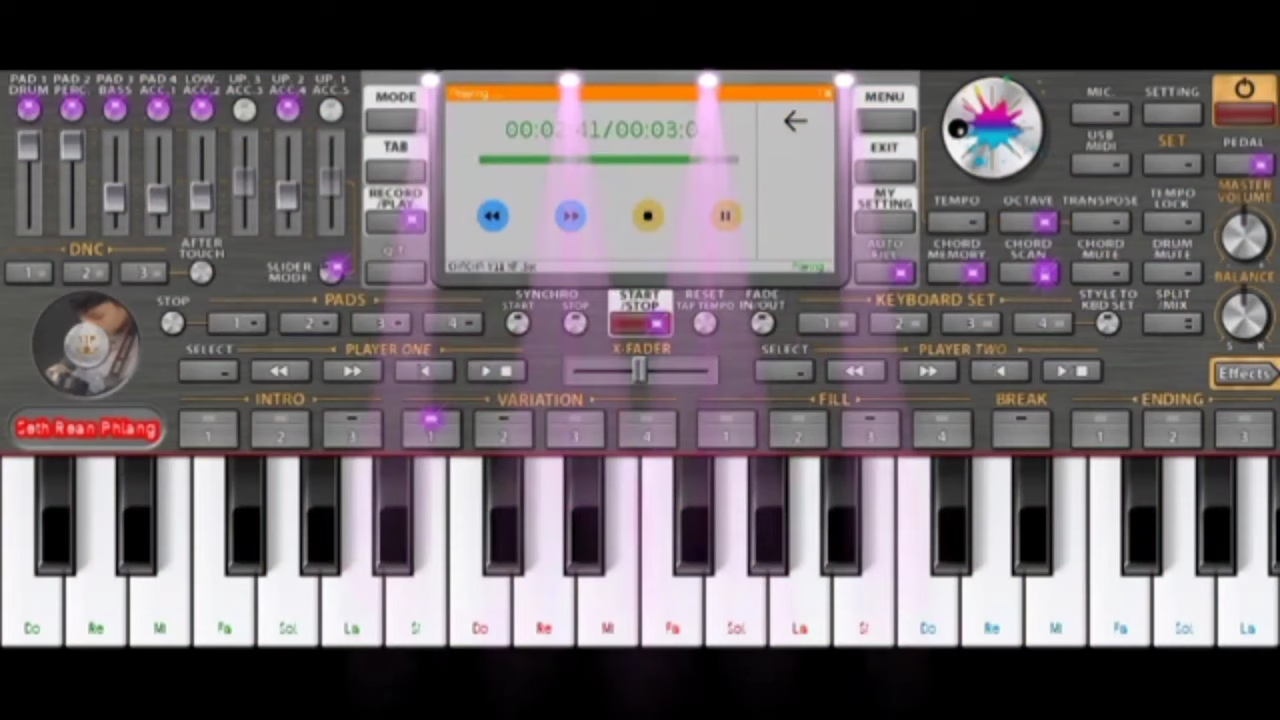 PAD 1 PAD 2 PAD 3 PAD 4 LOW. UP. 3 UP. 2 UP. 1
DRUM PERC. BASS ACC.1 ACC.2 ACC.3 ACC.4 ACC.5
MODE
TAB
RECORD
/PLAY
Playing
MENU
EXIT
MY
SETTING
AUTO
MIC. SETTING
USB
MIDI
SET
PEDAL
MASTER
VOLUME
TEMPO OCTAVE TRANSPOSE TEMPO
LOCK
CHORD
MEMORY
CHORD
SCAN
CHORD
MUTE
DRUM
MUTE
BALANCE
DNC
AFTER
TOUCH
1 2 3
SLIDER
MODE
STOP PADS
1 2 3 4
SYNCHRO
START STOP
START
/STOP
RESET
TAP TEMPO
FADE
IN/OUT
KEYBOARD SET
1 2 3 4
STYLE TO
KBD SET
SPLIT
/MIX
SELECT PLAYER ONE X-FADER SELECT PLAYER TWO
Effects
INTRO VARIATION FILL BREAK ENDING
Seth Rean Phlang
1 2 3 1 2 3 4 1 2 3 4 1 2 3
Do Re Mi Fa Sol La Si Do Re Mi Fa Sol La Si Do Re Mi Fa Sol La